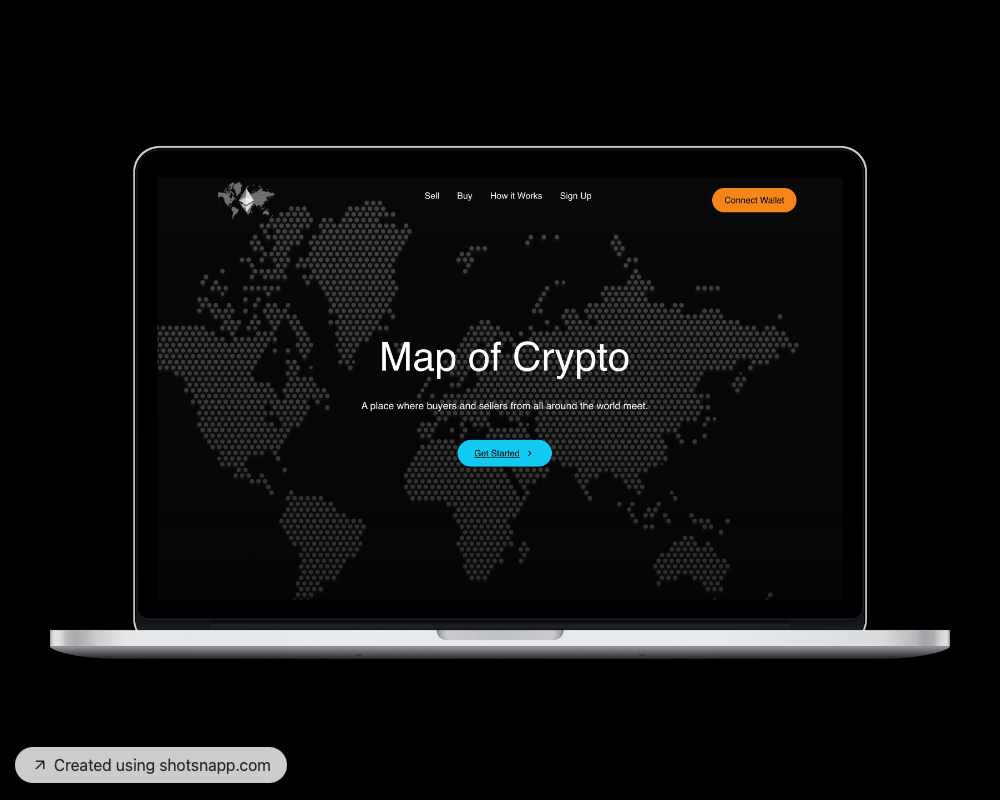 Sell
Buy
How it Works
Sign Up
Connect Wallet
Map of Crypto
A place where buyers and sellers from all around the world meet.
Get Started
Created using shotsnapp.com